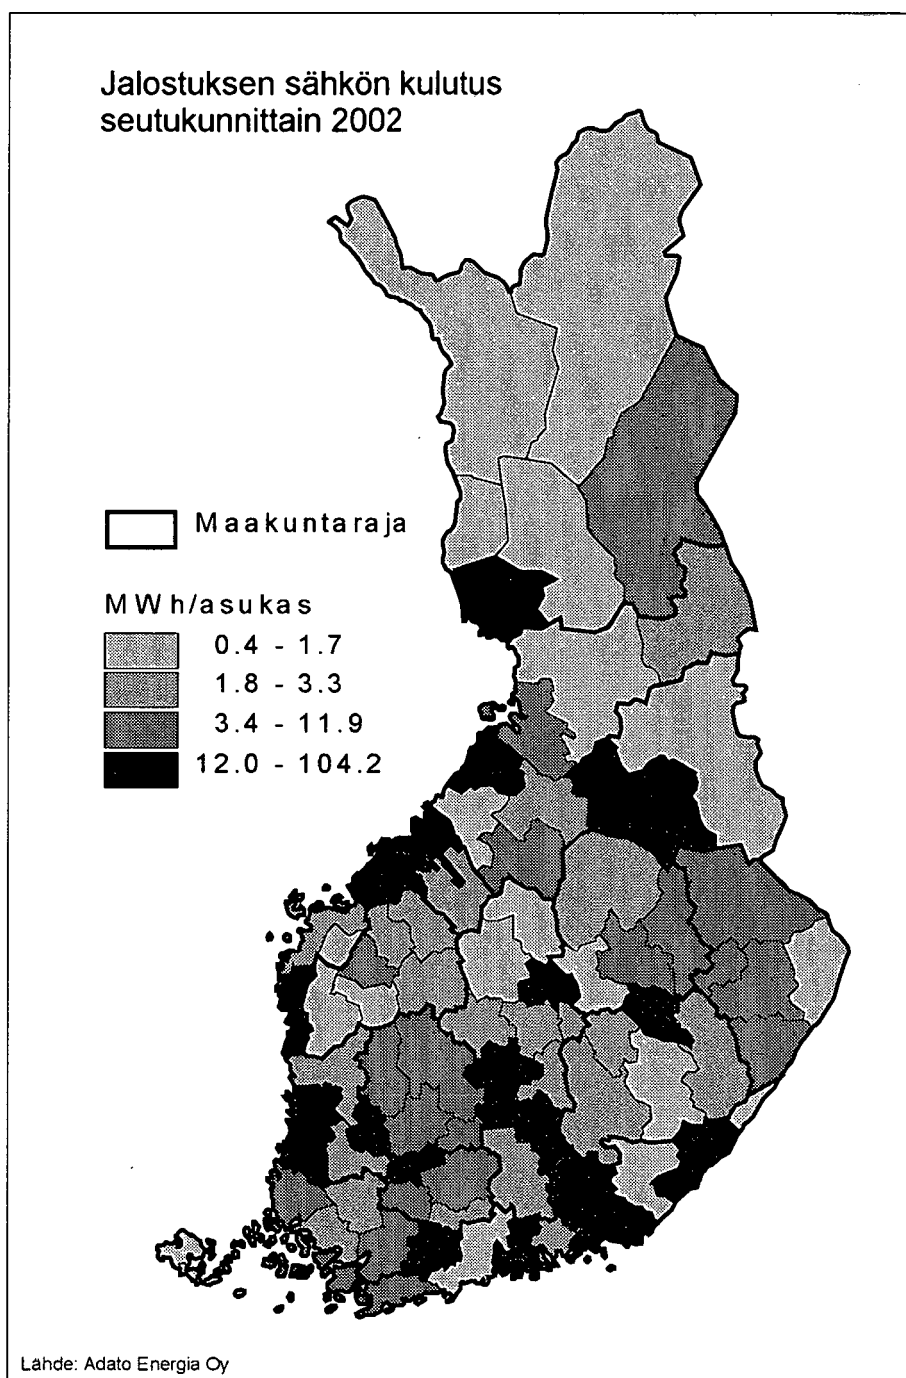 Jalostuksen sähkön kulutus
seutukunnittain 2002
Maakuntaraja
MWh/asukas
0.4 - 1.7
1.8 - 3.3
3.4 - 11.9
12.0 - 104.2
Lähde: Adato Energia Oy